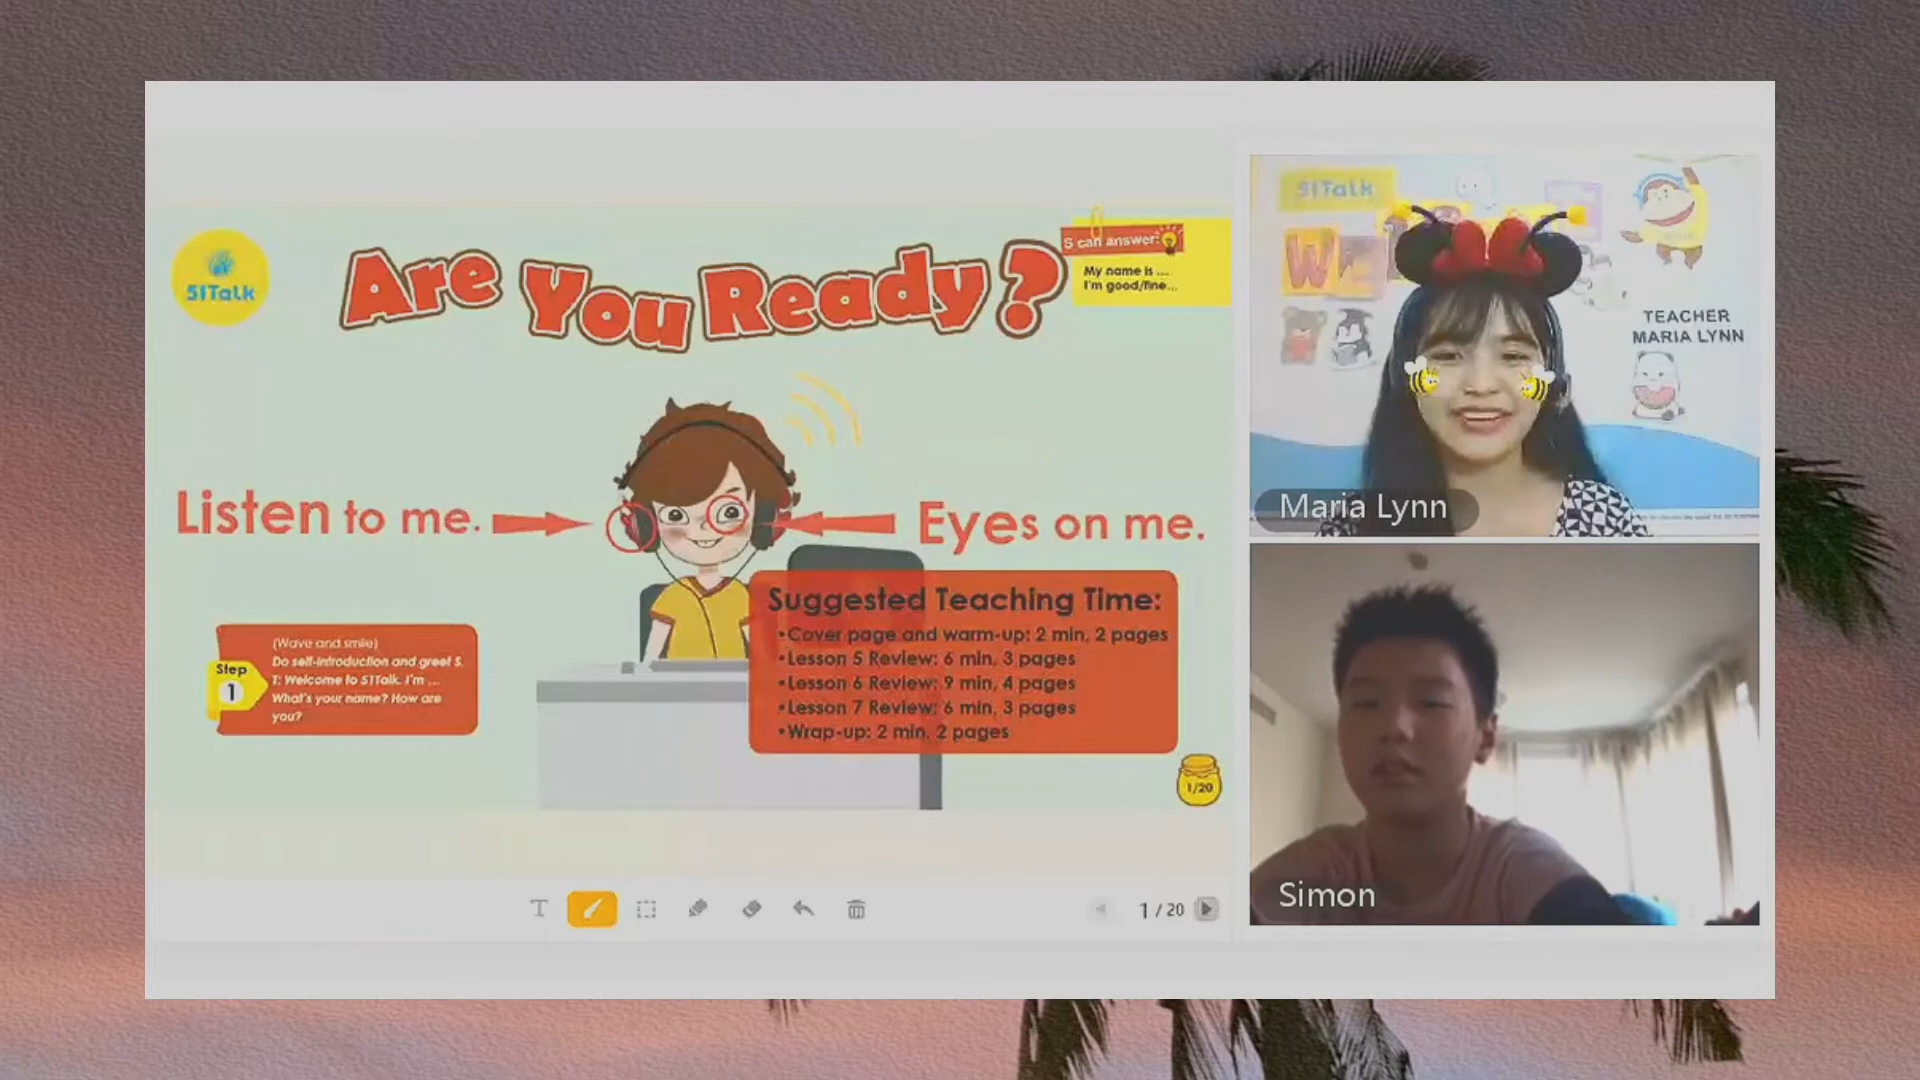 51Talk
Are You Ready?
S can answer:
My name is ...
I'm good/fine...
Listen to me.
Eyes on me.
Step
1
(Wave and smile)
Do self-introduction and greet S.
T: Welcome to 51Talk. I'm ...
What's your name? How are
you?
Suggested Teaching Time:
•Cover page and warm-up: 2 min, 2 pages
•Lesson 5 Review: 6 min, 3 pages
•Lesson 6 Review: 9 min, 4 pages
•Lesson 7 Review: 6 min, 3 pages
•Wrap-up: 2 min, 2 pages
1/20
T
1 / 20
51Talk
TEACHER
MARIA LYNN
Maria Lynn
Simon